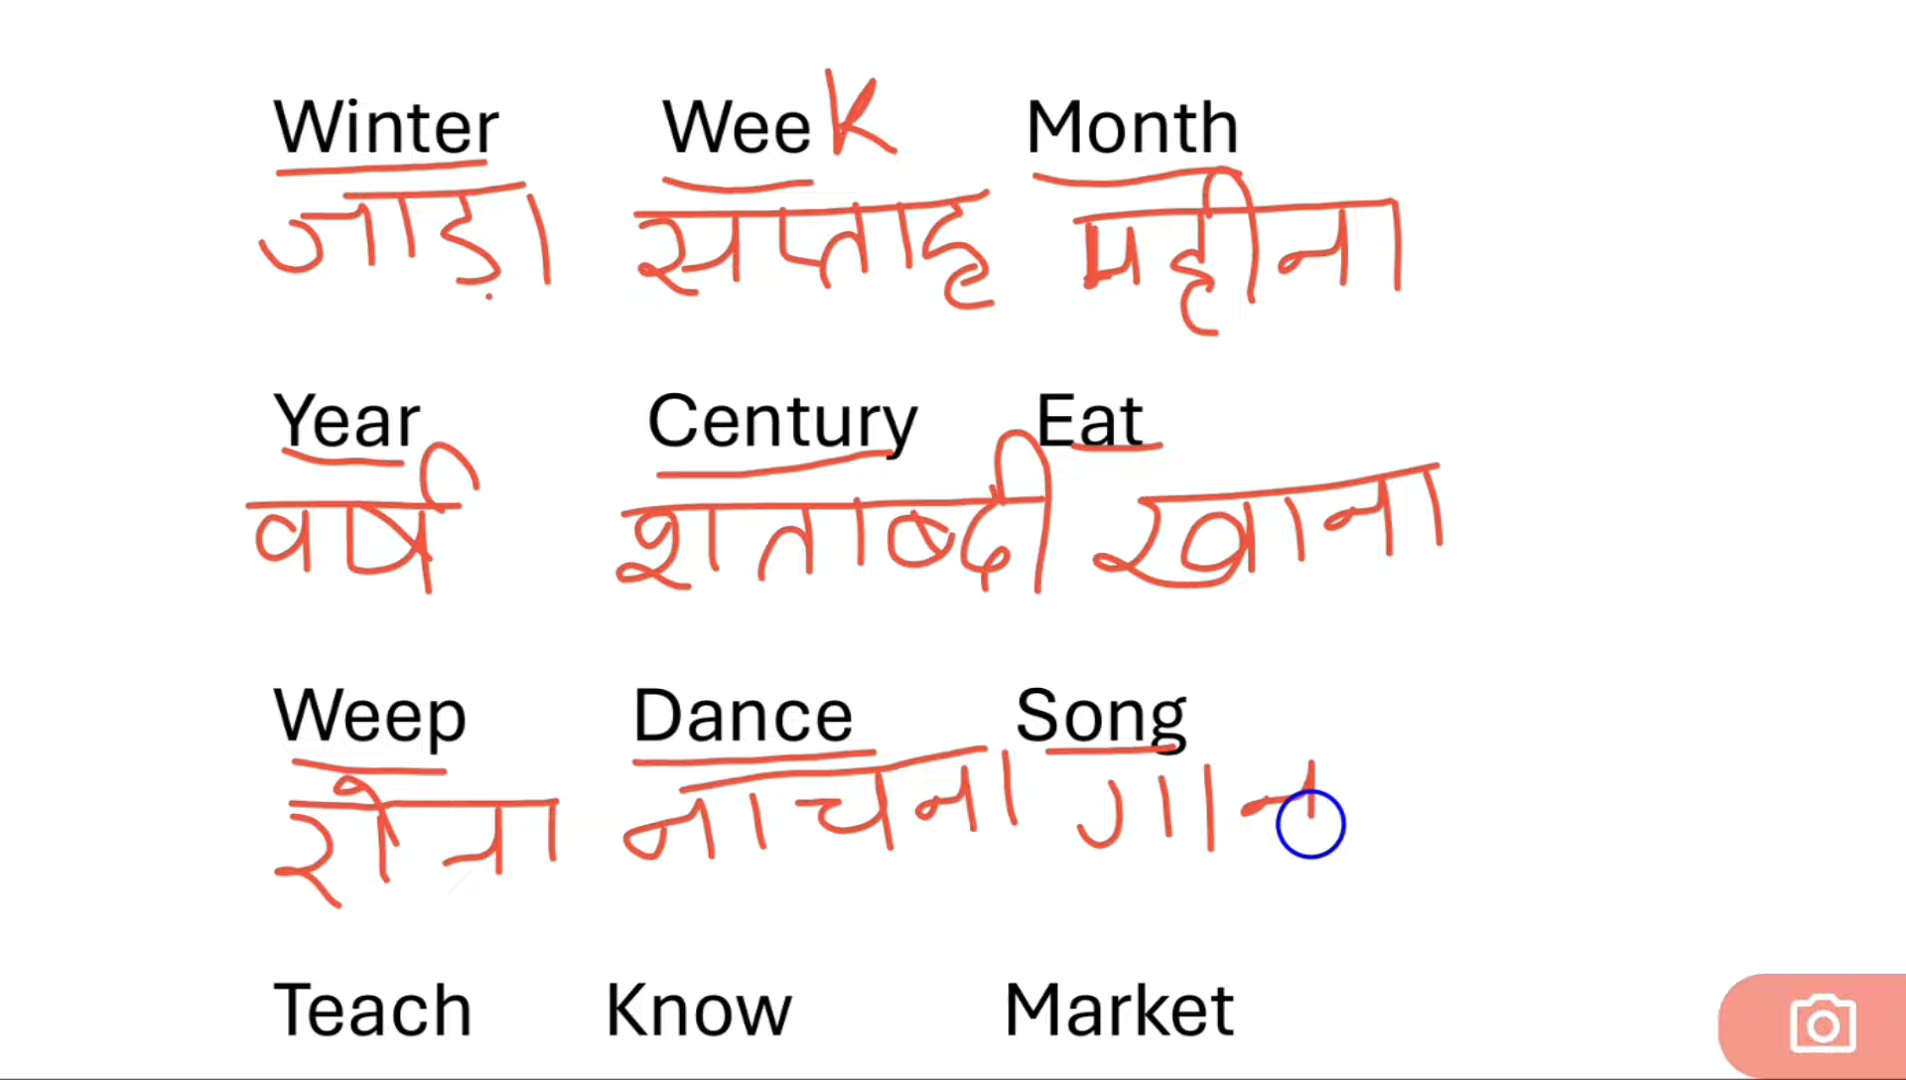 Winter Week Month
जाड़ा सप्ताह महीना
Year Century Eat
वर्ष शताब्दी खाना
Weep Dance Song
रोना नाचना गान
Teach Know Market